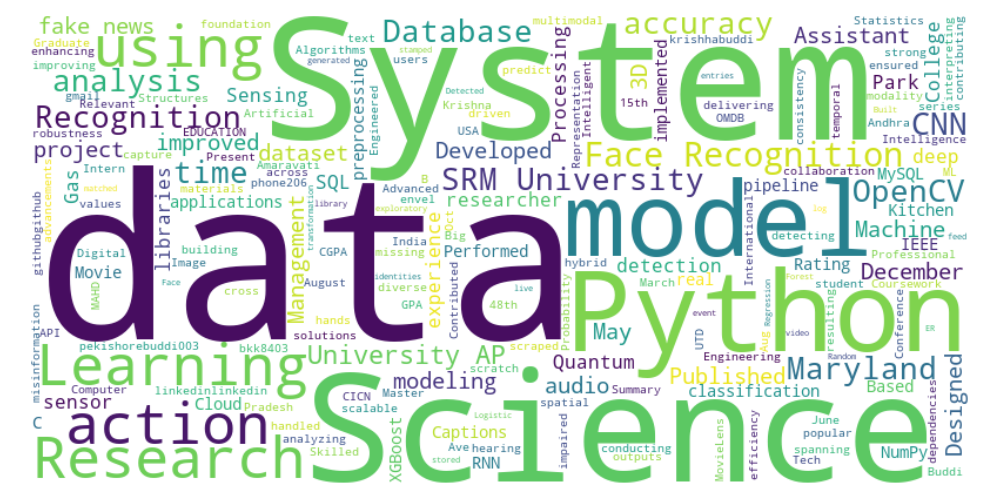 fake news
foundation
Graduate
enhancing
improving
using
System
text
Algorithms
stamped
generated
users
Database
multimodal
krishhabuddi
predict
accuracy
Assistant
Statistics
strong
ensured
interpreting
contributing
College
series
analysis
gmail
Relevant
Structures
Sensing
Artificial
preprocessing
Engineered
Krishna
driven
USA
Detected
entries
Processing
Representation
Intelligent
3D
implemented
delivering
OMDB
Built
consistency
temporal
Park
modality
Andhra
Intelligence
Recognition
robustness
EDUCATION
Present
project
capture
improved
dataset
Developed
Face Recognition
deep
CNN
collaboration
ML
MySQL
OpenCV
Kitchen
Machine
IEEE
Professional
advancements
Intern
matched
values
Gas
time
across
Amaravati
materials
phone206
applications
libraries
transformation
library
SQL
Management
Advanced
B
envel
exploratory
SRM University
researcher
Oct
Big
India
missing
CGPA
August
diverse
GPA
experience
Contributed
Performed
48th
data
model
pipeline
International
hybrid
detection
March
real
detecting
Rating
student
Coursework
log
feed
December
githubgithub
Digital
building
Movie
Image
MAHD
Face
cross
identities
live
hands
solutions
API
misinformation
pekishorebuddi003
bkk8403
scraped
scratch
University AP
Probability
May
Python
UTD
event
Aug
Regression
Forest
video
Engineering
Random
resulting
Conference
ER
Learning
linkedinlinkedin
Computer
sensor
Cloud
C
Pradesh
handled
analyzing
Skilled
action
Research
Science
CICN
Master
scalable
modeling
logistic
Captions
Ave
hearing
RNN
stored
XGBoost
Quantum
Summary
audio
spatial
impaired
conducting
outputs
Published
classification
MovieLens
efficiency
Maryland
Based
June
popular
spanning
Tech
NumPy
Designed
dependencies
Buddi